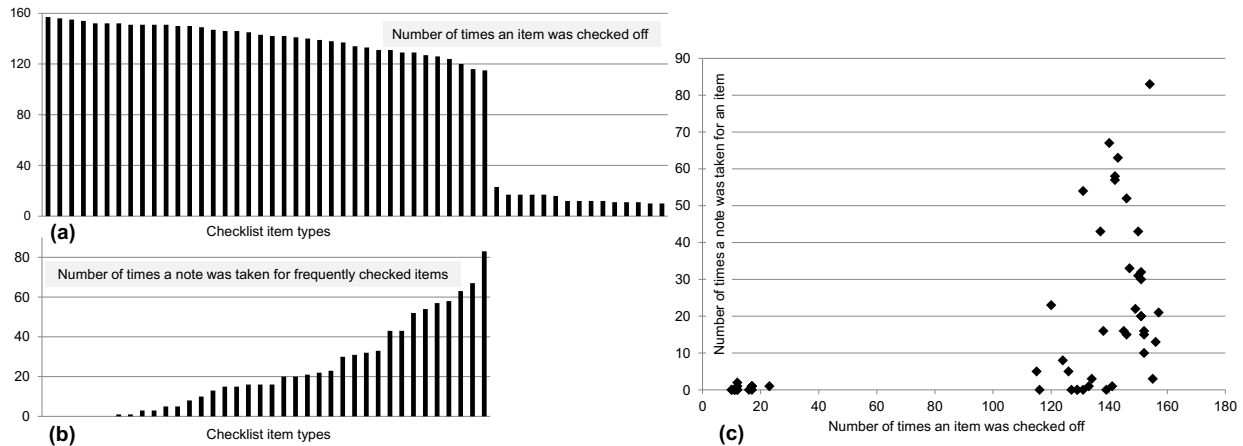 160
120
80
40
0
Number of times an item was checked off
(a)
Checklist item types
80
60
40
20
0
Number of times a note was taken for frequently checked items
(b)
Checklist item types
90
80
70
60
50
40
30
20
10
0
Number of times a note was taken for an item
0 20 40 60 80 100 120 140 160 180
Number of times an item was checked off
(c)